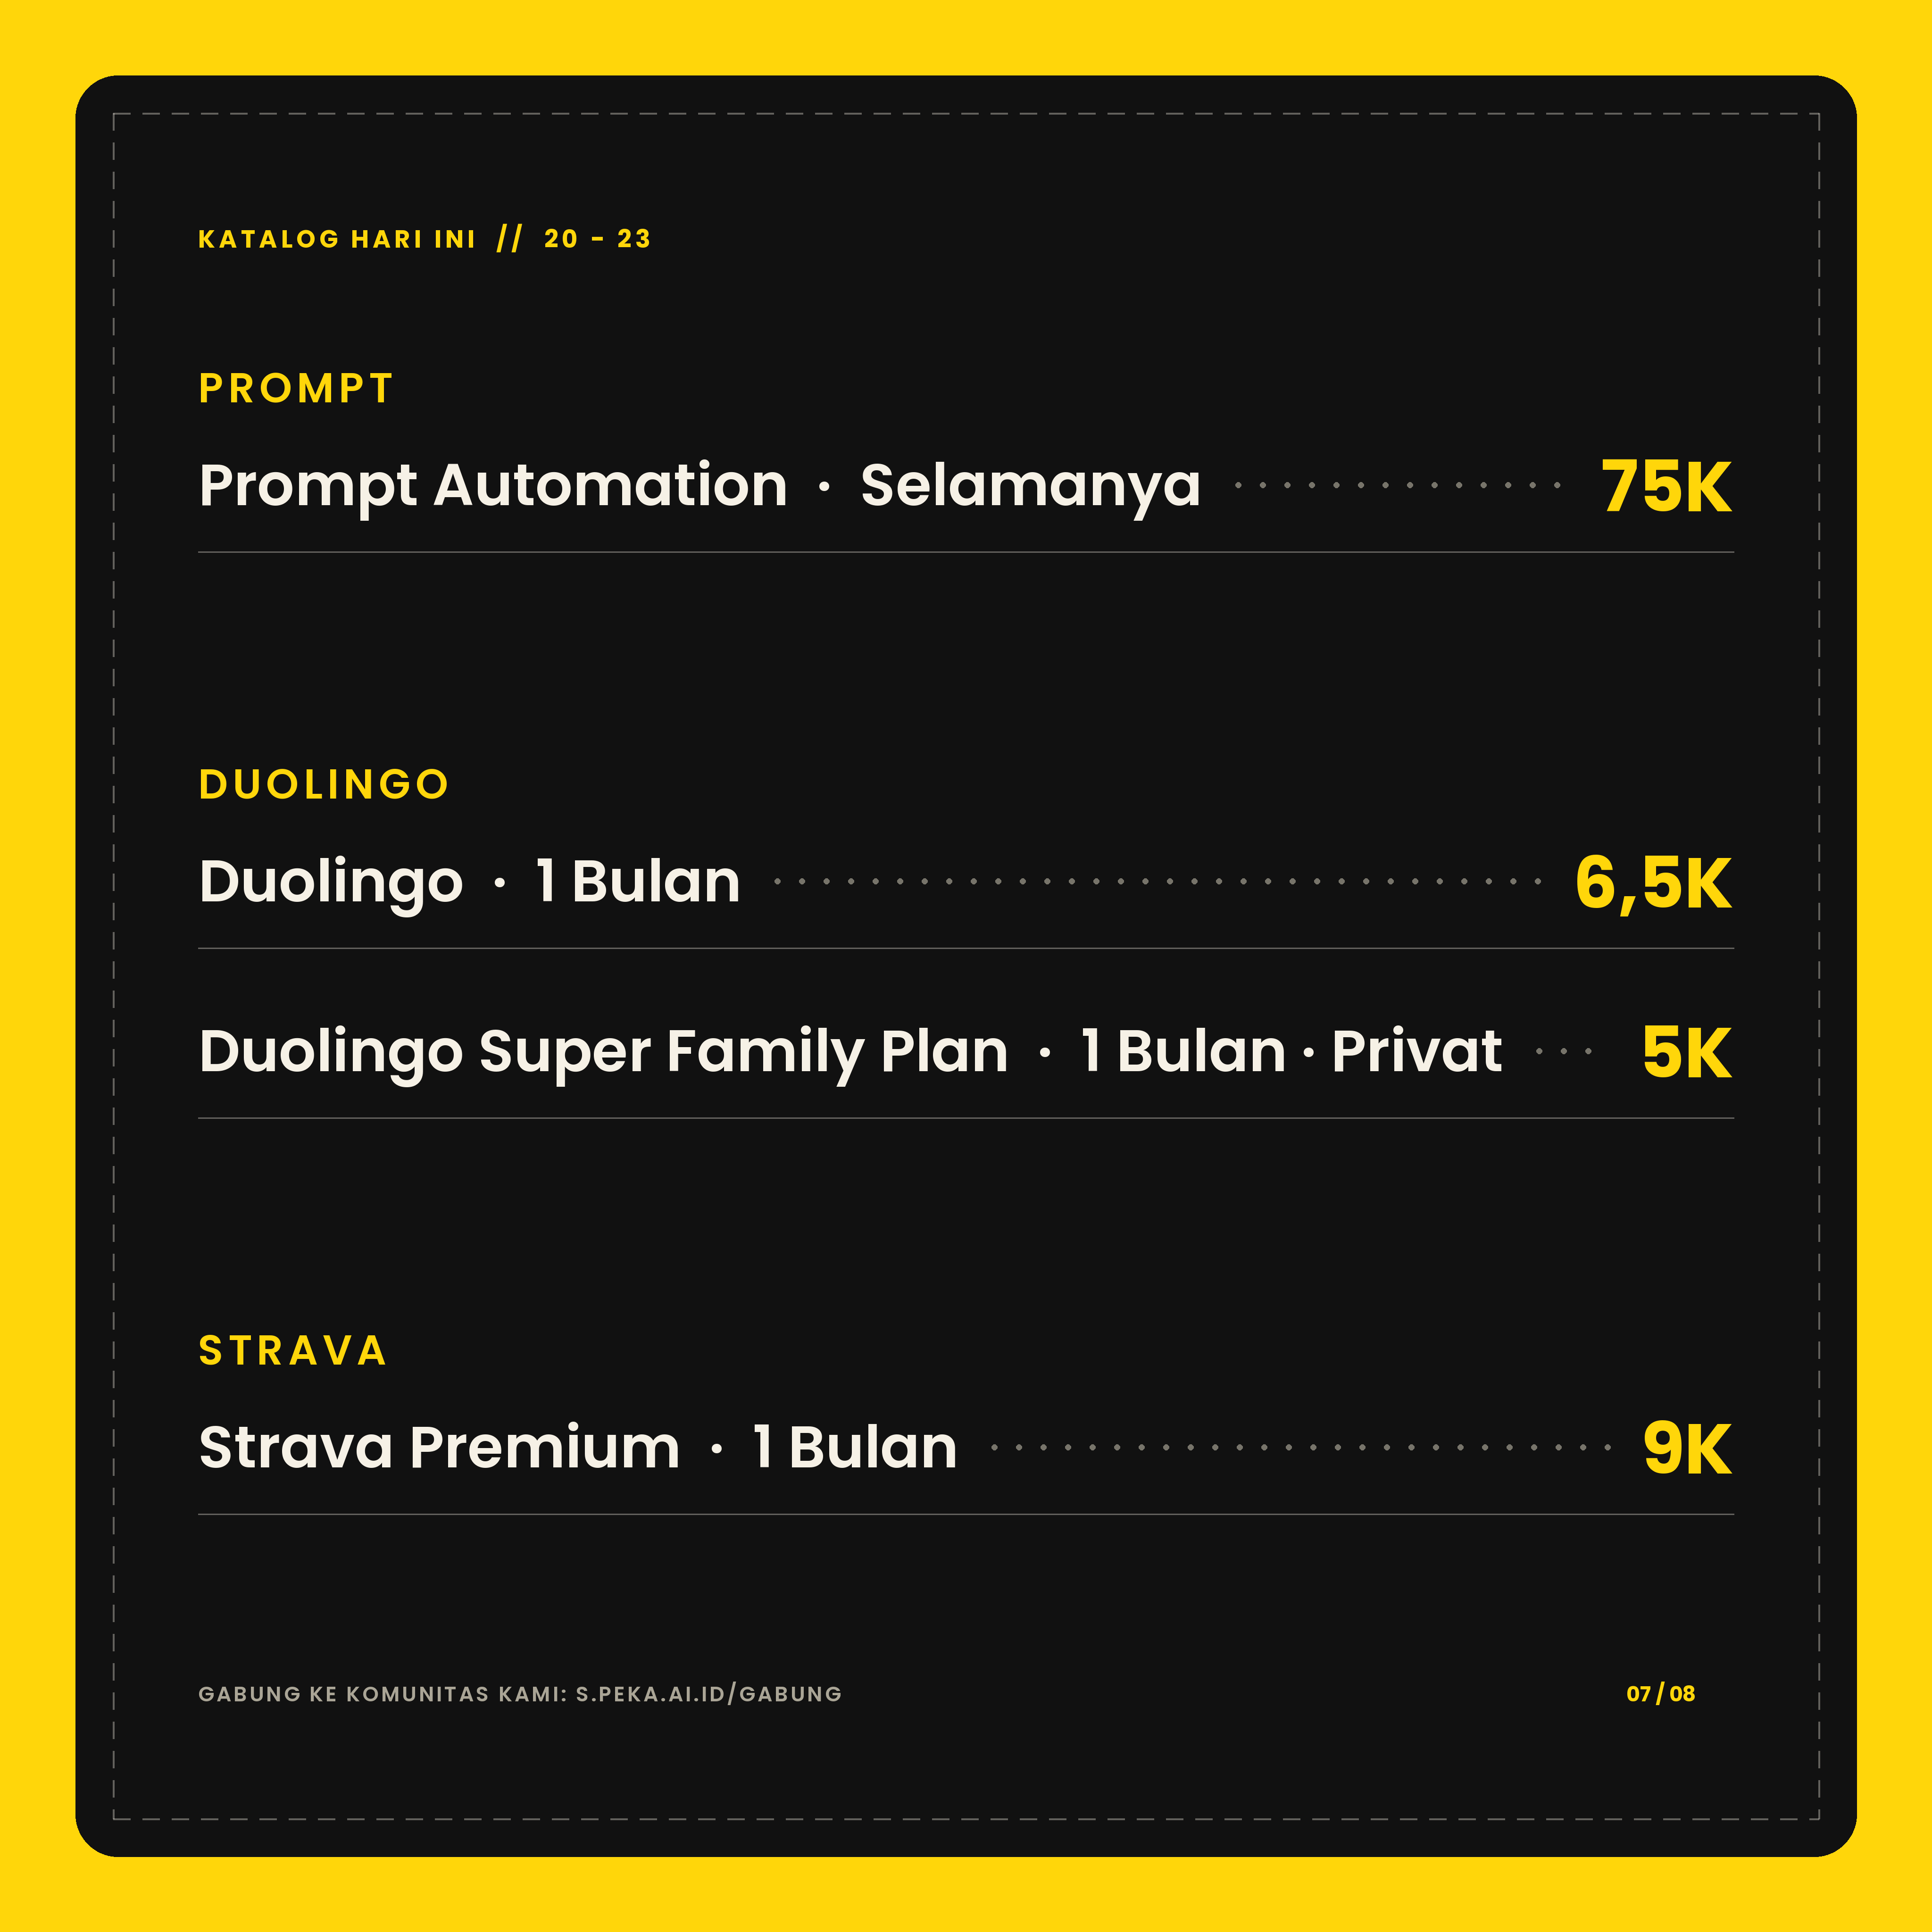 KATALOG HARI INI // 20 - 23
PROMPT
Prompt Automation · Selamanya 75K
DUOLINGO
Duolingo · 1 Bulan 6,5K
Duolingo Super Family Plan · 1 Bulan · Privat 5K
STRAVA
Strava Premium · 1 Bulan 9K
GABUNG KE KOMUNITAS KAMI: S.PEKA.AI.ID/GABUNG 07 / 08